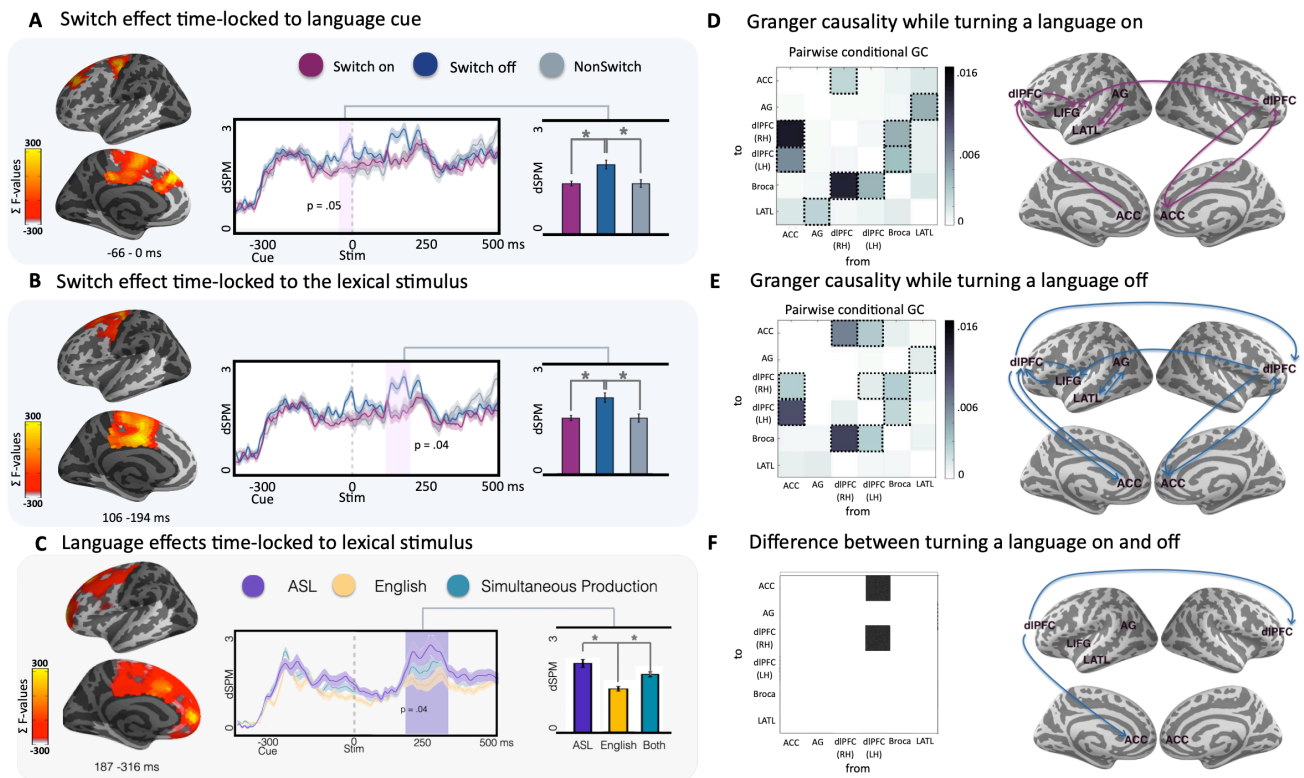 A Switch effect time-locked to language cue
Switch on Switch off NonSwitch
300
Σ F-values
-300
-66 - 0 ms
3
dSPM
0
p = .05
-300 0 250 500 ms
Cue Stim
3
dSPM
0
* *
B Switch effect time-locked to the lexical stimulus
300
Σ F-values
-300
106 -194 ms
3
dSPM
0
p = .04
-300 0 250 500 ms
Cue Stim
3
dSPM
0
* *
C Language effects time-locked to lexical stimulus
ASL English Simultaneous Production
300
Σ F-values
-300
187 -316 ms
3
dSPM
0
p = .04
-300 0 250 500 ms
Cue Stim
3
dSPM
0
* *
ASL English Both
D Granger causality while turning a language on
Pairwise conditional GC
to
ACC
AG
dlPFC
(RH)
dlPFC
(LH)
Broca
LATL
ACC AG dlPFC dlPFC Broca LATL
(RH) (LH)
from
.016
.006
0
dlPFC AG dlPFC
LIFG
LATL
ACC ACC
E Granger causality while turning a language off
Pairwise conditional GC
to
ACC
AG
dlPFC
(RH)
dlPFC
(LH)
Broca
LATL
ACC AG dlPFC dlPFC Broca LATL
(RH) (LH)
from
.016
.006
0
dlPFC AG dlPFC
LIFG
LATL
ACC ACC
F Difference between turning a language on and off
to
ACC
AG
dlPFC
(RH)
dlPFC
(LH)
Broca
LATL
ACC AG dlPFC dlPFC Broca LATL
(RH) (LH)
from
dlPFC AG dlPFC
LIFG
LATL
ACC ACC